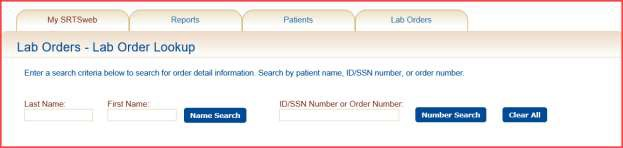 My SRTSweb Reports Patients Lab Orders
Lab Orders - Lab Order Lookup
Enter a search criteria below to search for order detail information. Search by patient name, ID/SSN number, or order number.
Last Name: First Name: ID/SSN Number or Order Number:
Name Search Number Search Clear All